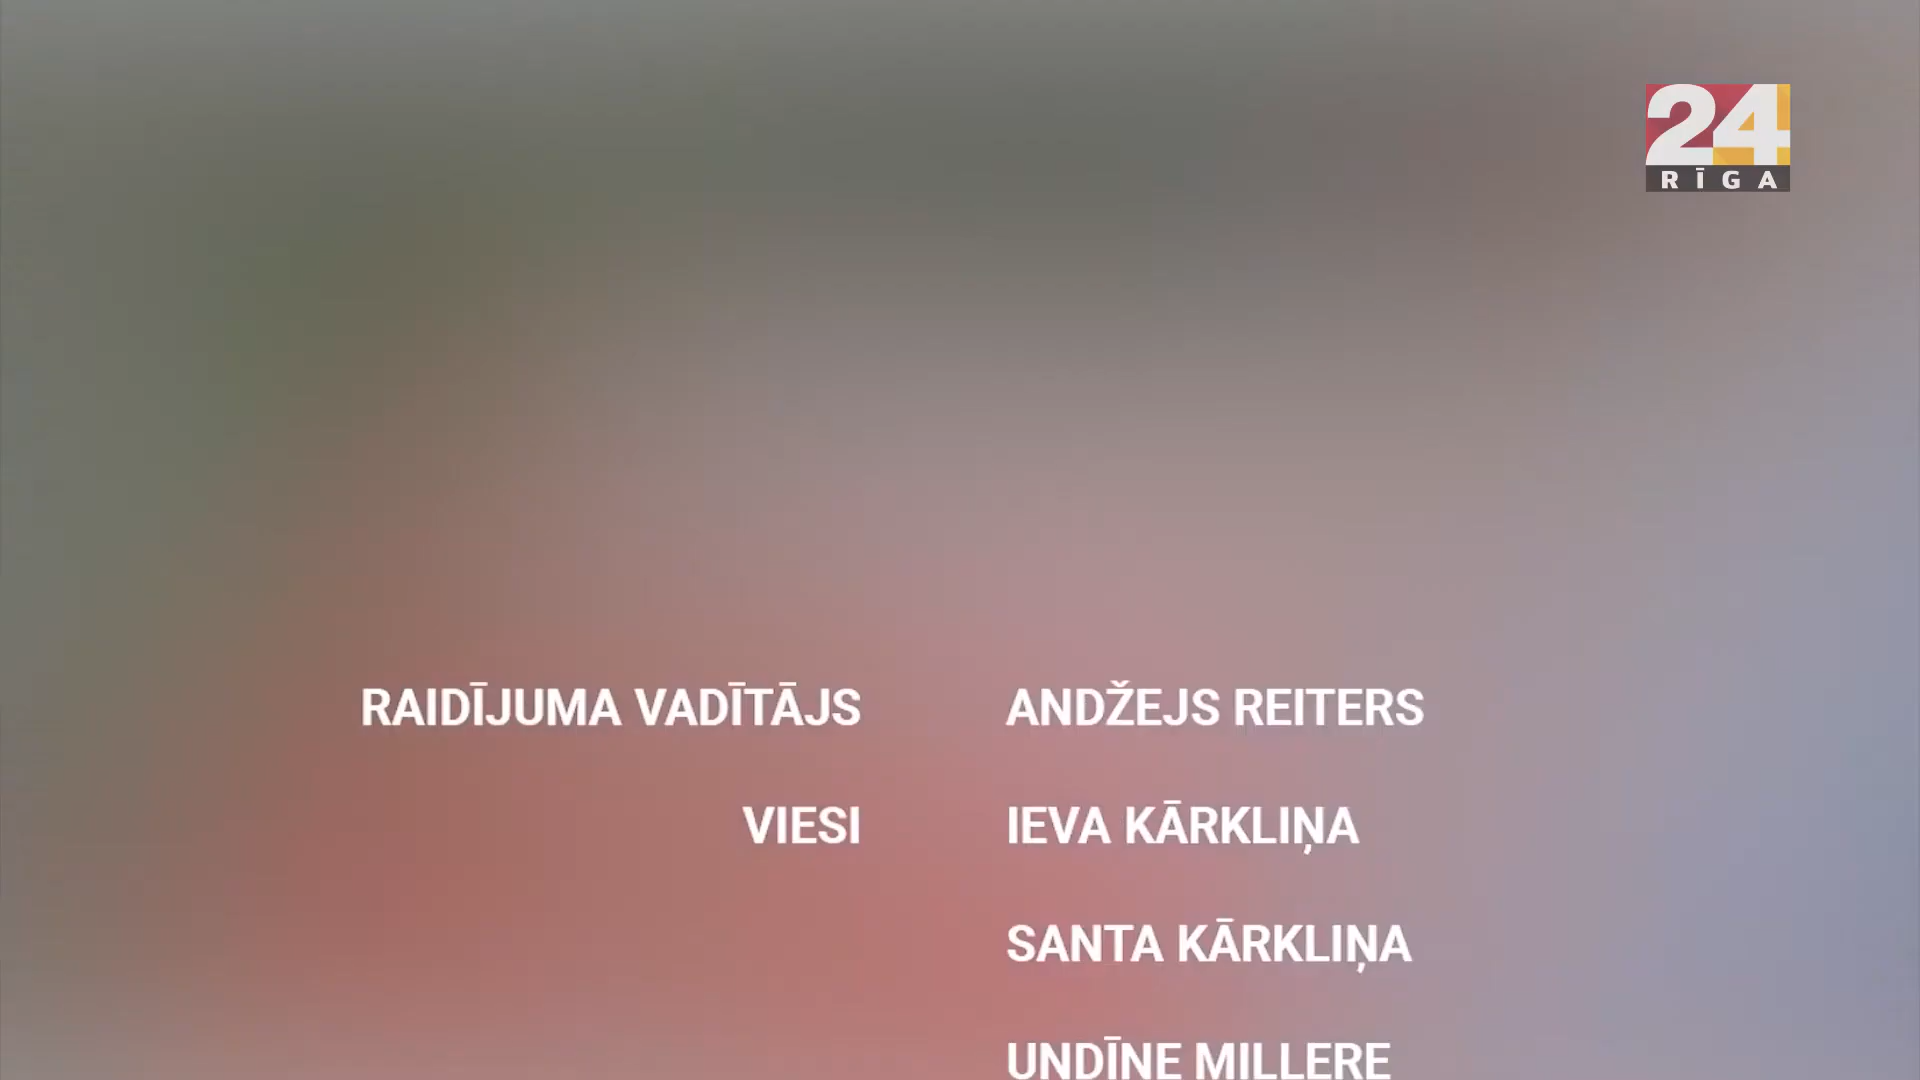 24
RĪGA
RAIDĪJUMA VADĪTĀJS ANDŽEJS REITERS
VIESI IEVA KĀRKLIŅA
SANTA KĀRKLIŅA
UNDĪNE MILLERE